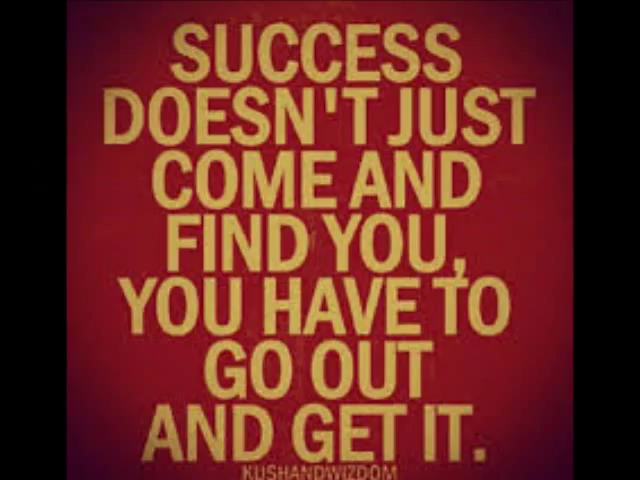 SUCCESS
DOESN'T JUST
COME AND
FIND YOU,
YOU HAVE TO
GO OUT
AND GET IT.
KUSHANDWIZDOM